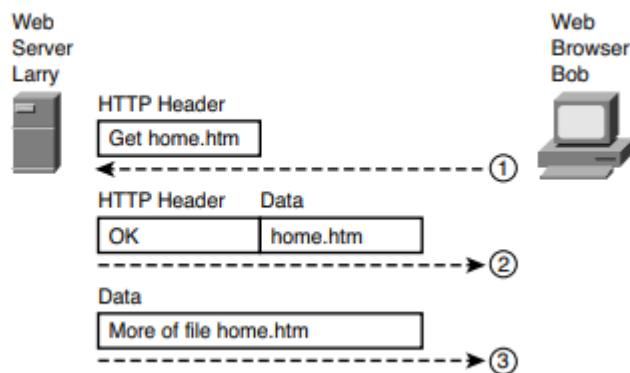 Web
Server
Larry
Web
Browser
Bob
HTTP Header
Get home.htm
1
HTTP Header Data
OK home.htm
2
Data
More of file home.htm
3